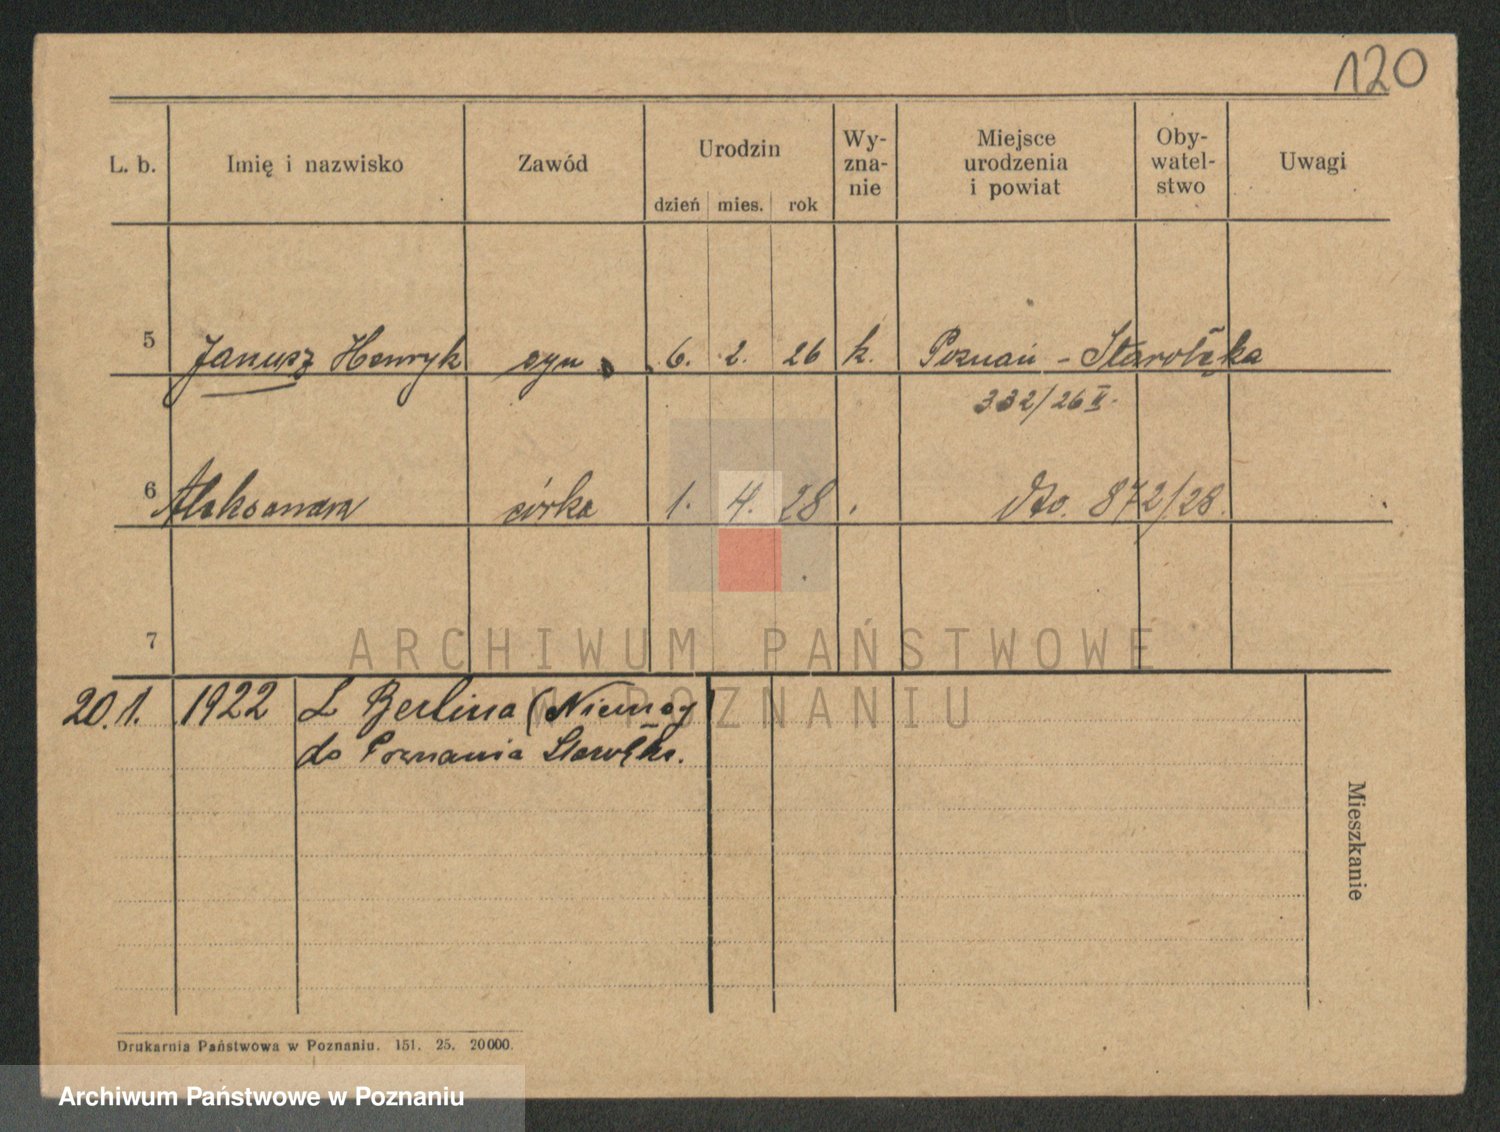 120
L. b. Imię i nazwisko Zawód Urodzin Wy- Miejsce Oby- Uwagi
zna- urodzenia watel-
dzień mies. rok nie i powiat stwo
5 Janusz Henryk syn 6. 2. 26 k. Poznań - Starołęka
332/26 II.
6 Aleksandra córka 1. 4. 28 dto. 872/28.
7
ARCHIWUM PAŃSTWOWE
W POZNANIU
20.1. 1922 Z Berlina (Niemcy)
do Poznania Starołęka.
Mieszkanie
Drukarnia Państwowa w Poznaniu. 151. 25. 20000.
Archiwum Państwowe w Poznaniu